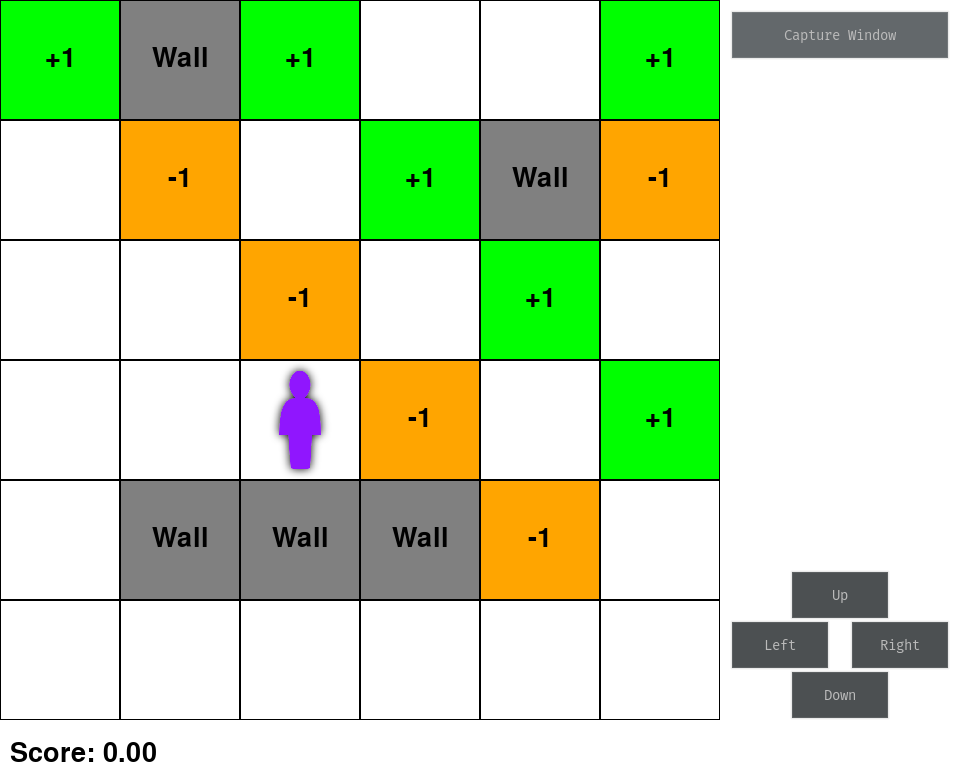 +1 Wall +1 +1
-1 +1 Wall -1
-1 +1
-1 +1
Wall Wall Wall -1
Score: 0.00
Capture Window
Up
Left Right
Down